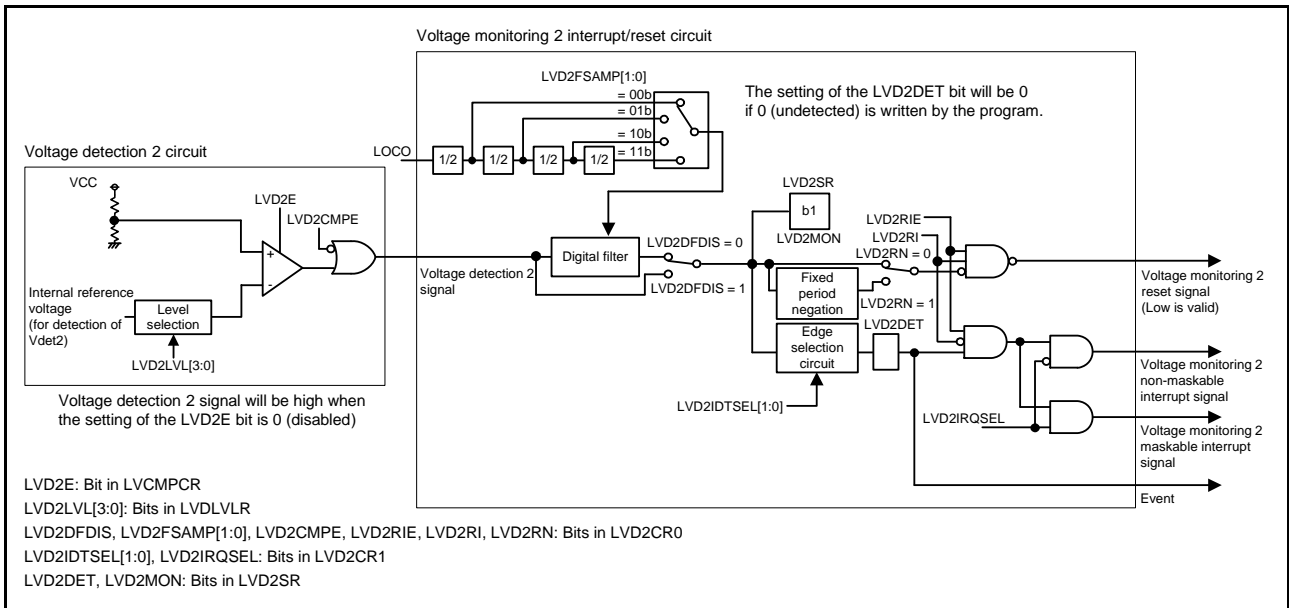 Voltage monitoring 2 interrupt/reset circuit
LVD2FSAMP[1:0]
= 00b
= 01b
= 10b
= 11b
The setting of the LVD2DET bit will be 0
if 0 (undetected) is written by the program.
LOCO
1/2
1/2
1/2
1/2
Voltage detection 2 circuit
VCC
LVD2E
LVD2CMPE
+
-
Internal reference
voltage
(for detection of
Vdet2)
Level
selection
LVD2LVL[3:0]
Voltage detection 2 signal will be high when
the setting of the LVD2E bit is 0 (disabled)
Voltage detection 2
signal
Digital filter
LVD2DFDIS = 0
LVD2DFDIS = 1
LVD2SR
b1
LVD2MON
LVD2RIE
LVD2RI
LVD2RN = 0
LVD2RN = 1
Fixed
period
negation
LVD2DET
Edge
selection
circuit
LVD2IDTSEL[1:0]
LVD2IRQSEL
Voltage monitoring 2
reset signal
(Low is valid)
Voltage monitoring 2
non-maskable
interrupt signal
Voltage monitoring 2
maskable interrupt
signal
Event
LVD2E: Bit in LVCMPCR
LVD2LVL[3:0]: Bits in LVDLVLR
LVD2DFDIS, LVD2FSAMP[1:0], LVD2CMPE, LVD2RIE, LVD2RI, LVD2RN: Bits in LVD2CR0
LVD2IDTSEL[1:0], LVD2IRQSEL: Bits in LVD2CR1
LVD2DET, LVD2MON: Bits in LVD2SR